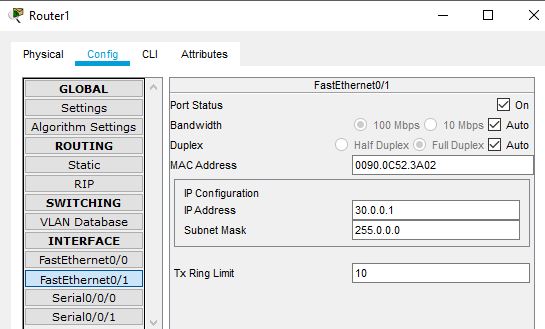 Router1
Physical Config CLI Attributes
GLOBAL
Settings
Algorithm Settings
ROUTING
Static
RIP
SWITCHING
VLAN Database
INTERFACE
FastEthernet0/0
FastEthernet0/1
Serial0/0/0
Serial0/0/1
FastEthernet0/1
Port Status On
Bandwidth 100 Mbps 10 Mbps Auto
Duplex Half Duplex Full Duplex Auto
MAC Address 0090.0C52.3A02
IP Configuration
IP Address 30.0.0.1
Subnet Mask 255.0.0.0
Tx Ring Limit 10